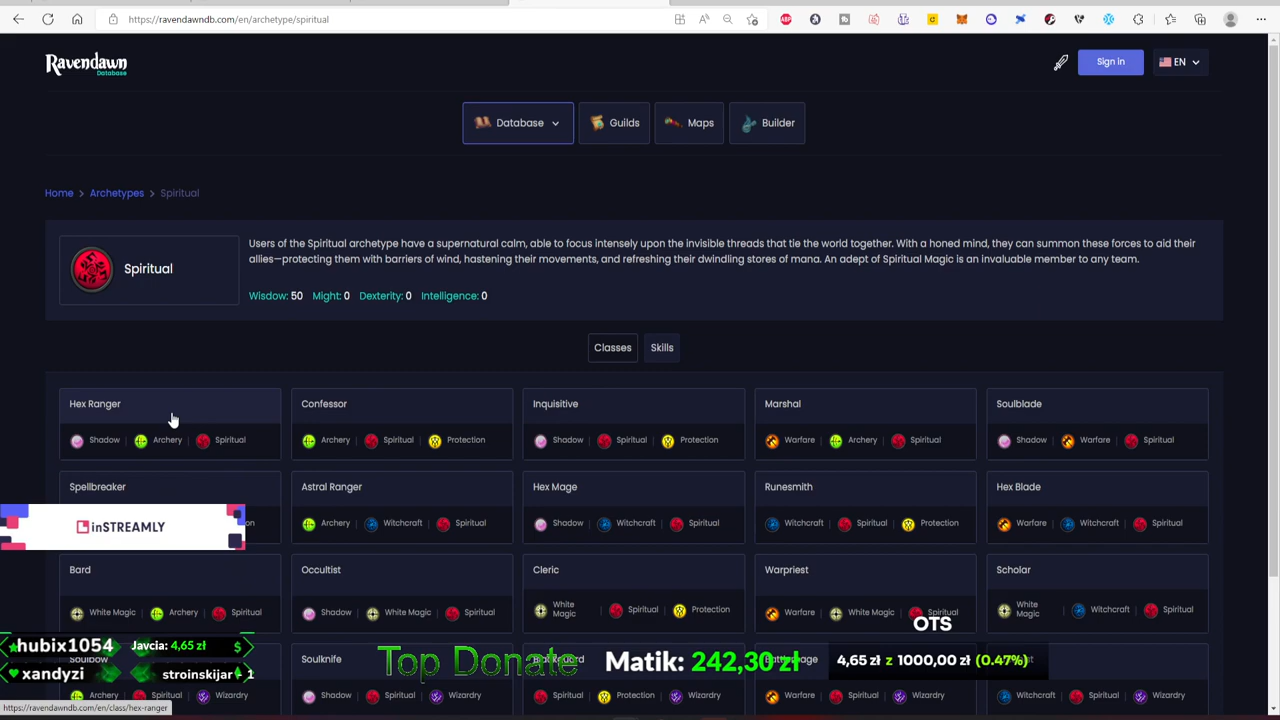 https://ravendawndb.com/en/archetype/spiritual
Ravendawn
Database
Sign in
EN
Database
Guilds
Maps
Builder
Home > Archetypes > Spiritual
Spiritual
Users of the Spiritual archetype have a supernatural calm, able to focus intensely upon the invisible threads that tie the world together. With a honed mind, they can summon these forces to aid their
allies—protecting them with barriers of wind, hastening their movements, and refreshing their dwindling stores of mana. An adept of Spiritual Magic is an invaluable member to any team.
Wisdow: 50 Might: 0 Dexterity: 0 Intelligence: 0
Classes
Skills
Hex Ranger
Shadow | Archery | Spiritual
Confessor
Archery | Spiritual | Protection
Inquisitive
Shadow | Spiritual | Protection
Marshal
Warfare | Archery | Spiritual
Soulblade
Shadow | Warfare | Spiritual
Spellbreaker
Astral Ranger
Archery | Witchcraft | Spiritual
Hex Mage
Shadow | Witchcraft | Spiritual
Runesmith
Witchcraft | Spiritual | Protection
Hex Blade
Warfare | Witchcraft | Spiritual
inSTREAMLY
Bard
White Magic | Archery | Spiritual
Occultist
Shadow | White Magic | Spiritual
Cleric
White Magic | Spiritual | Protection
Warpriest
Warfare | White Magic | Spiritual
Scholar
White Magic | Witchcraft | Spiritual
OTS
hubix1054
Javcia: 4,65 zł $
xandyzi
stroinskijar - 1
Top Donate
Matik: 242,30 zł
4,65 zł z 1000,00 zł (0.47%)
Soulbow
Archery | Spiritual | Wizardry
Soulknife
Shadow | Spiritual | Wizardry
Spiritual | Protection | Wizardry
Warfare | Spiritual | Wizardry
Witchcraft | Spiritual | Wizardry
https://ravendawndb.com/en/class/hex-ranger